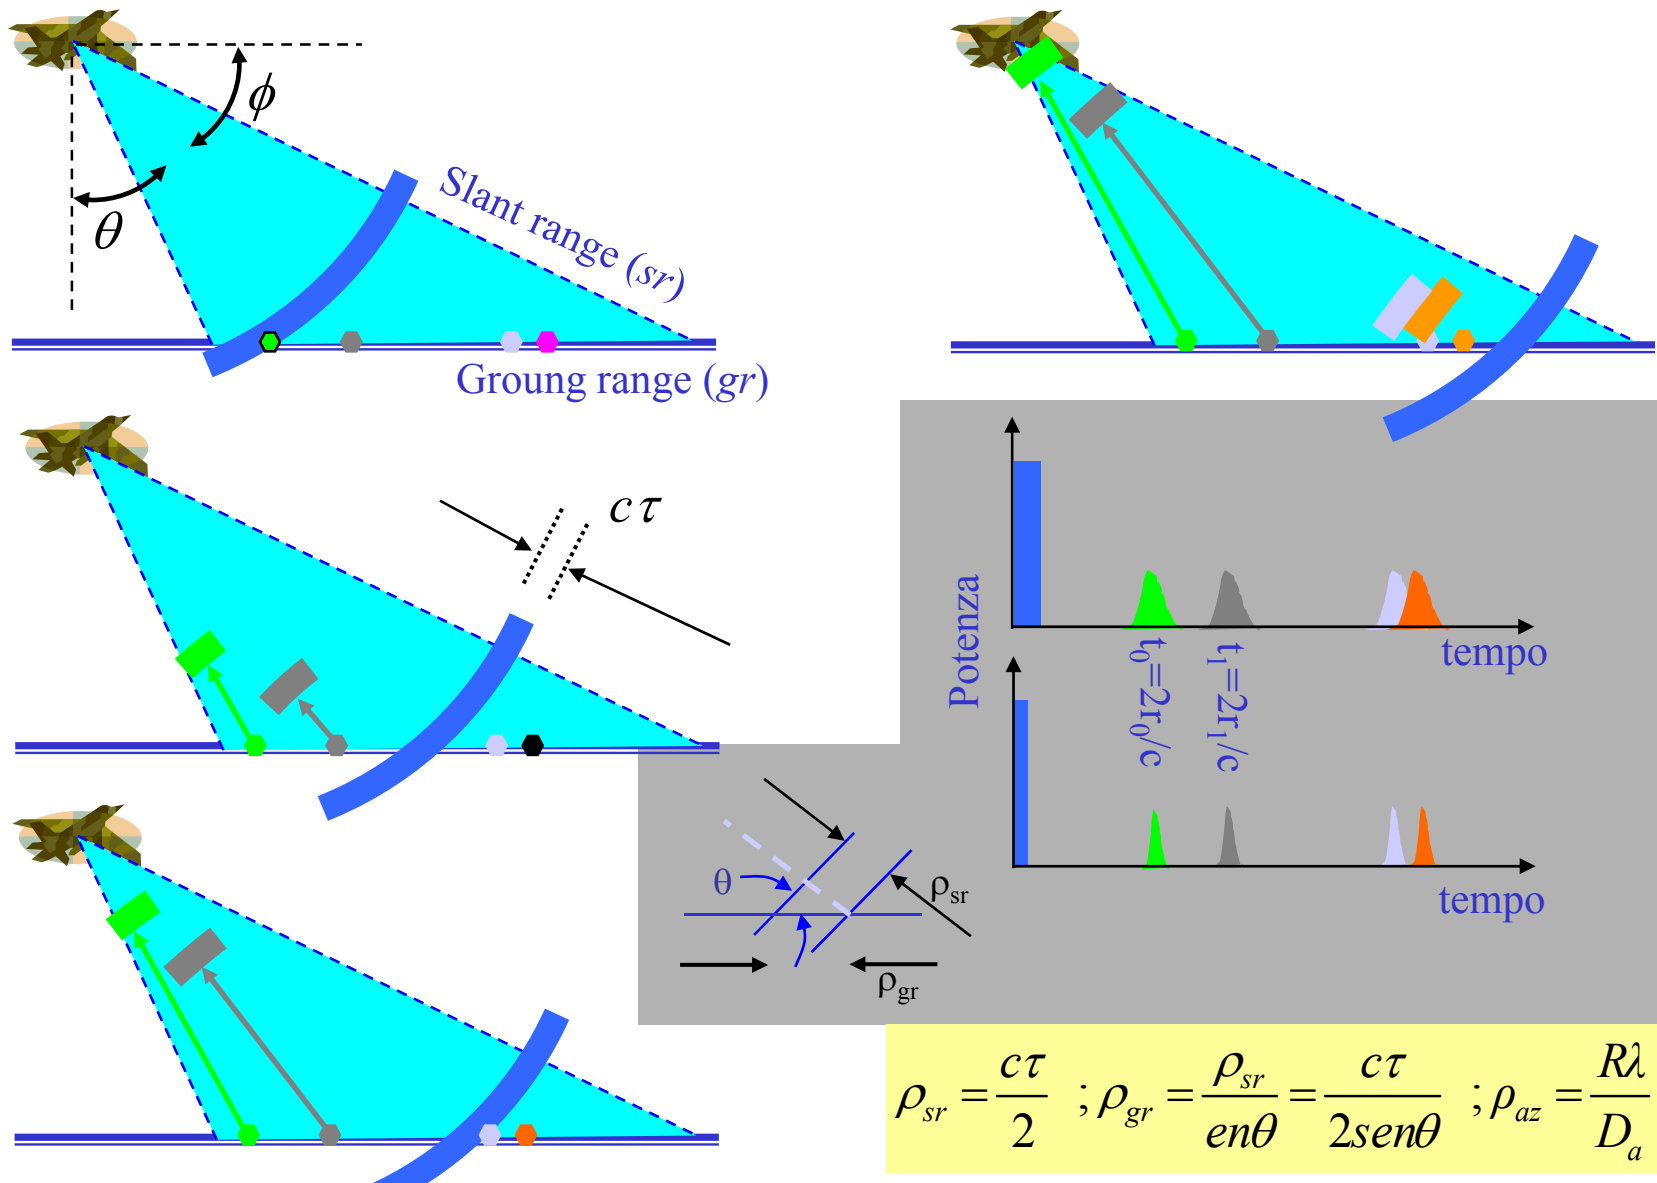 ϕ
θ
Slant range (sr)
Groung range (gr)
cτ
Potenza
t₀=2r₀/c
t₁=2r₁/c
tempo
tempo
θ
ρsr
ρgr
ρsr = cτ/2 ; ρgr = ρsr/enθ = cτ/2senθ ; ρaz = Rλ/Da